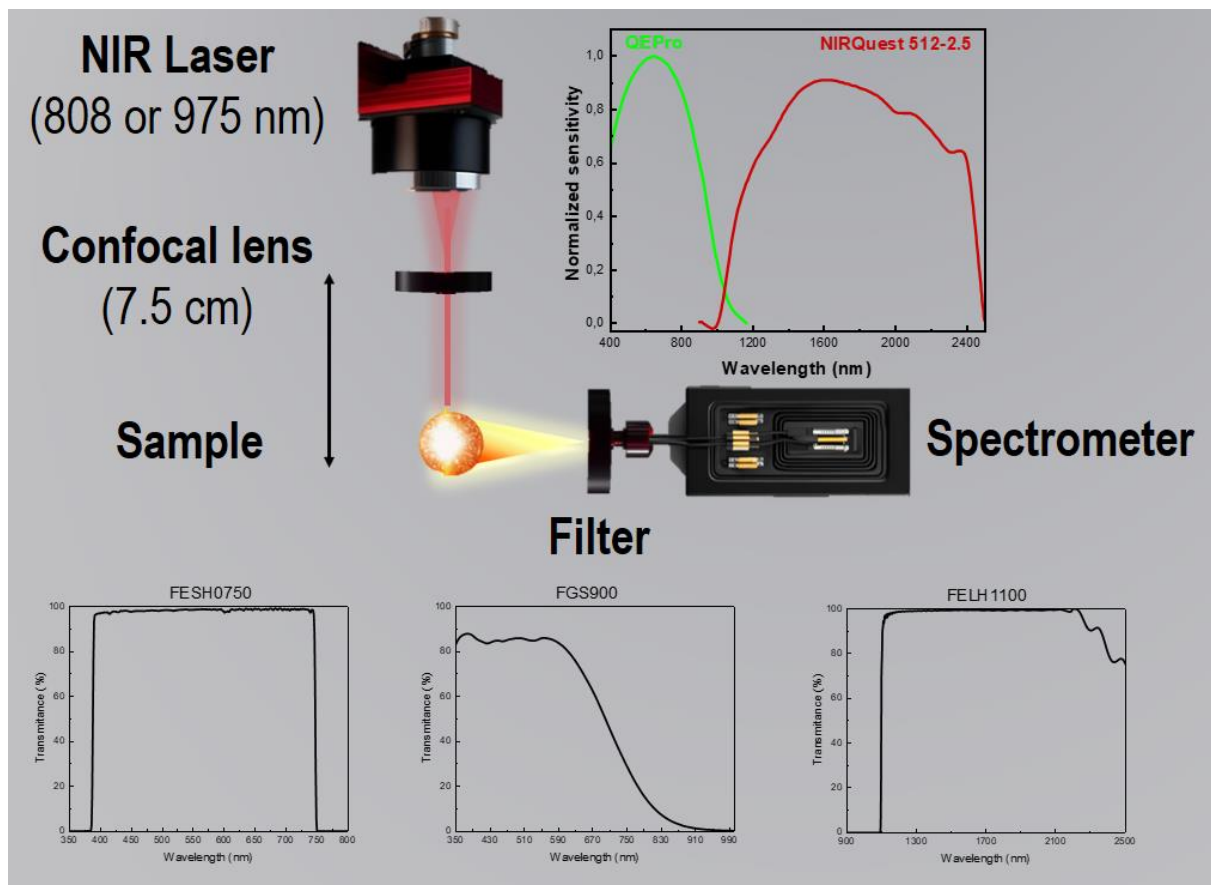 NIR Laser
(808 or 975 nm)
Confocal lens
(7.5 cm)
Sample
QEPro
NIRQuest 512-2.5
Normalized sensitivity
1,0
0,8
0,6
0,4
0,2
0,0
400 800 1200 1600 2000 2400
Wavelength (nm)
Spectrometer
Filter
FESH0750
Transmitance (%)
100
80
60
40
20
0
350 400 450 500 550 600 650 700 750 800
Wavelength (nm)
FGS900
Transmitance (%)
100
80
60
40
20
0
350 430 510 590 670 750 830 910 990
Wavelength (nm)
FELH1100
Transmitance (%)
100
80
60
40
20
0
900 1300 1700 2100 2500
Wavelength (nm)